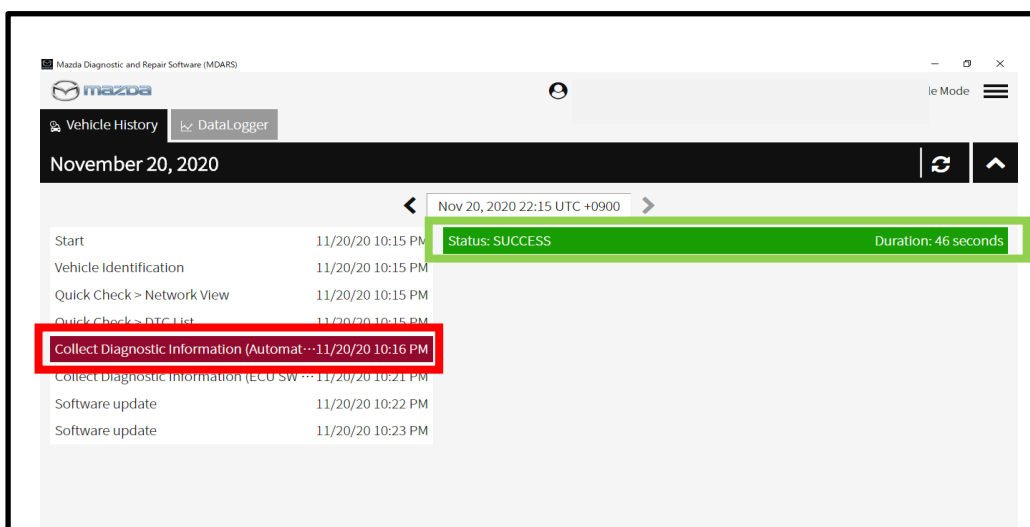 Mazda Diagnostic and Repair Software (MDARS)
mazda
le Mode
Vehicle History
DataLogger
November 20, 2020
Nov 20, 2020 22:15 UTC +0900
Start 11/20/20 10:15 PM
Status: SUCCESS Duration: 46 seconds
Vehicle Identification 11/20/20 10:15 PM
Quick Check > Network View 11/20/20 10:15 PM
Quick Check > DTC List 11/20/20 10:15 PM
Collect Diagnostic Information (Automat··· 11/20/20 10:16 PM
Collect Diagnostic Information (ECU SW ··· 11/20/20 10:21 PM
Software update 11/20/20 10:22 PM
Software update 11/20/20 10:23 PM